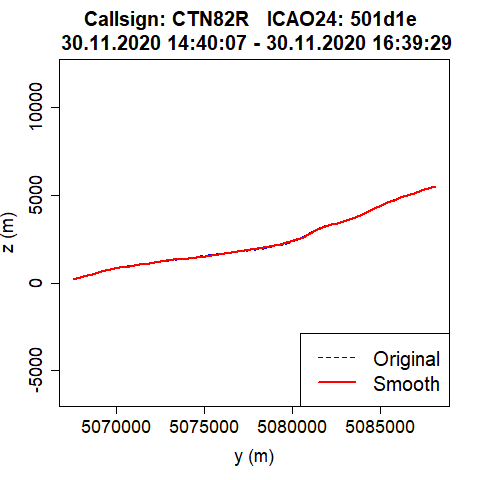 Callsign: CTN82R   ICAO24: 501d1e
30.11.2020 14:40:07 - 30.11.2020 16:39:29
10000
5000
0
-5000
z (m)
Original
Smooth
5070000 5075000 5080000 5085000
y (m)